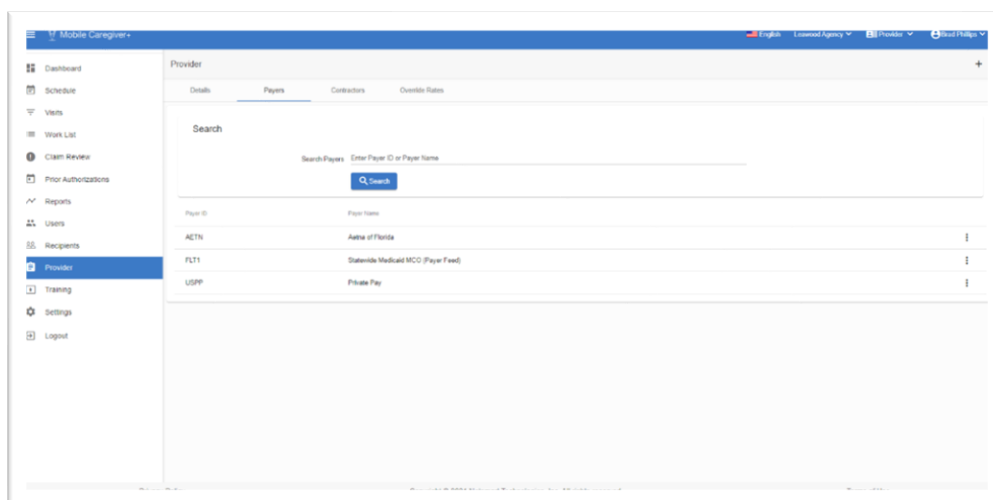 Mobile Caregiver+
English Leawood Agency Provider Brad Phillips
Dashboard
Schedule
Visits
Work List
Claim Review
Prior Authorizations
Reports
Users
Recipients
Provider
Training
Settings
Logout
Provider +
Details Payers Contractors Override Rates
Search
Search Payers Enter Payer ID or Payer Name
Search
Payer ID Payer Name
AETN Aetna of Florida
FLT1 Statewide Medicaid MCO (Payer Feed)
USPP Private Pay